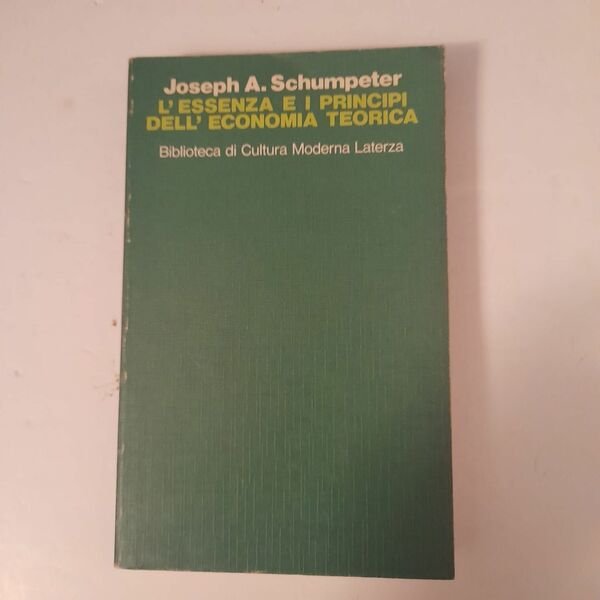 Joseph A. Schumpeter
L'ESSENZA E I PRINCIPI
DELL' ECONOMIA TEORICA
Biblioteca di Cultura Moderna Laterza